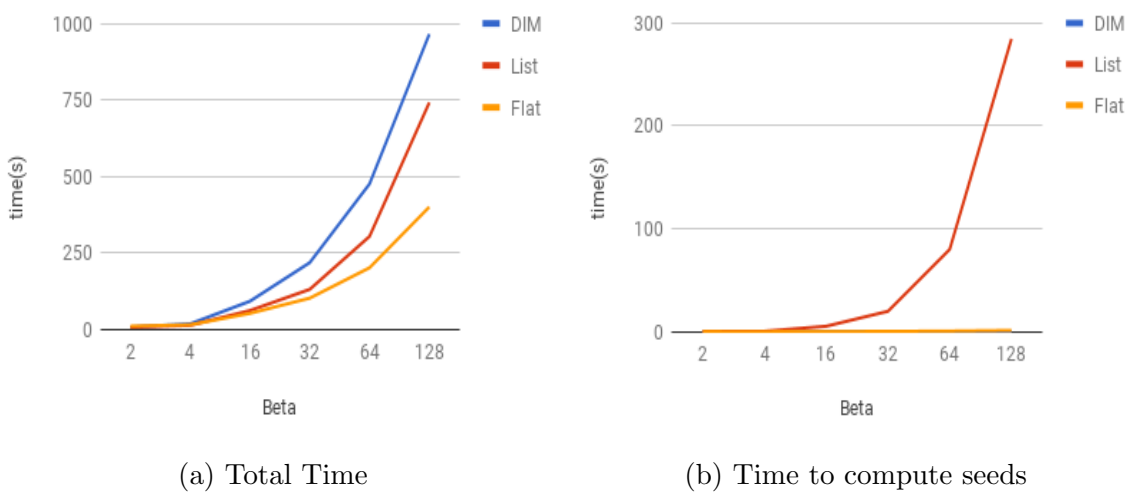 1000
750
500
250
0
time(s)
2 4 16 32 64 128
Beta
DIM
List
Flat
(a) Total Time
300
200
100
0
time(s)
2 4 16 32 64 128
Beta
DIM
List
Flat
(b) Time to compute seeds